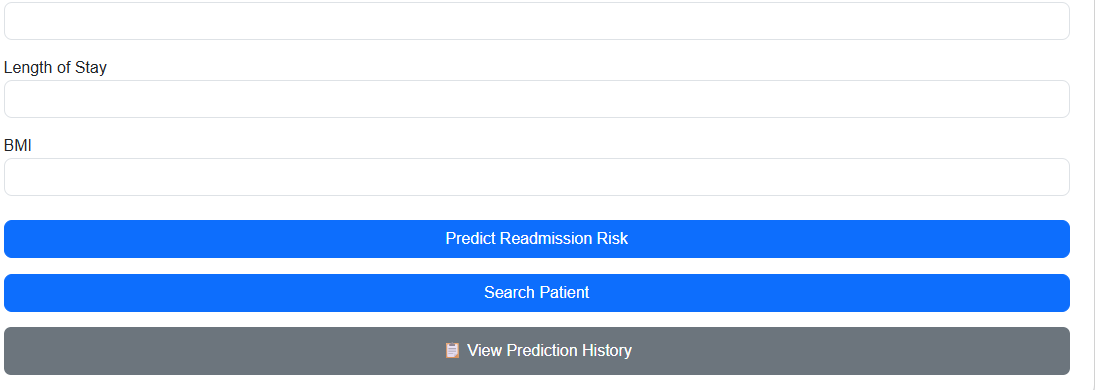 Length of Stay
BMI
Predict Readmission Risk
Search Patient
📋 View Prediction History